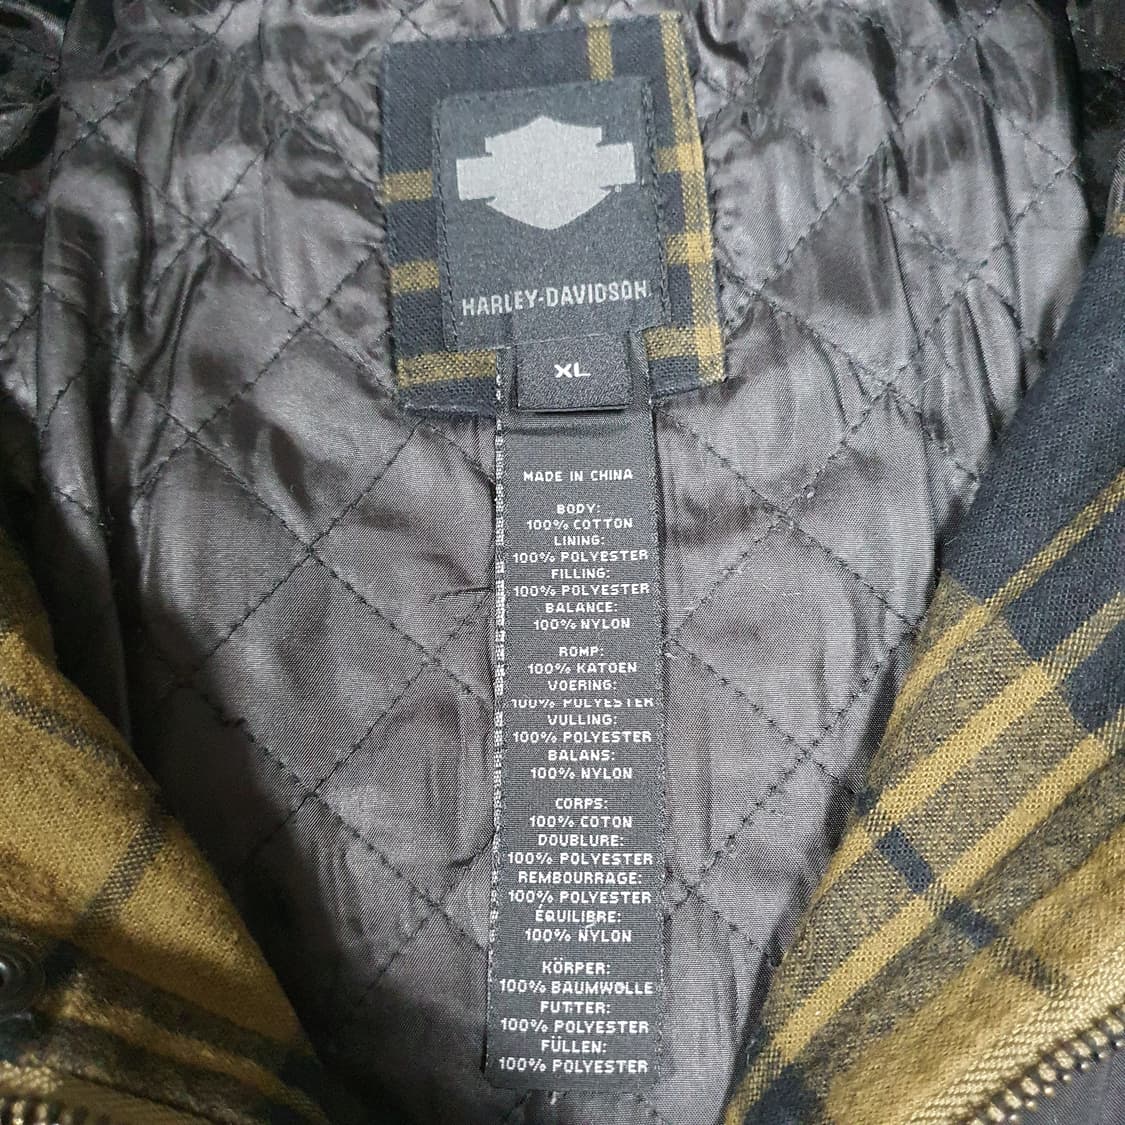 HARLEY-DAVIDSON
XL
MADE IN CHINA
BODY:
100% COTTON
LINING:
100% POLYESTER
FILLING:
100% POLYESTER
BALANCE:
100% NYLON
ROMP:
100% KATOEN
VOERING:
100% POLYESTER
VULLING:
100% POLYESTER
BALANS:
100% NYLON
CORPS:
100% COTON
DOUBLURE:
100% POLYESTER
REMBOURRAGE:
100% POLYESTER
ÉQUILIBRE:
100% NYLON
KÖRPER:
100% BAUMWOLLE
FUTTER:
100% POLYESTER
FÜLLEN:
100% POLYESTER